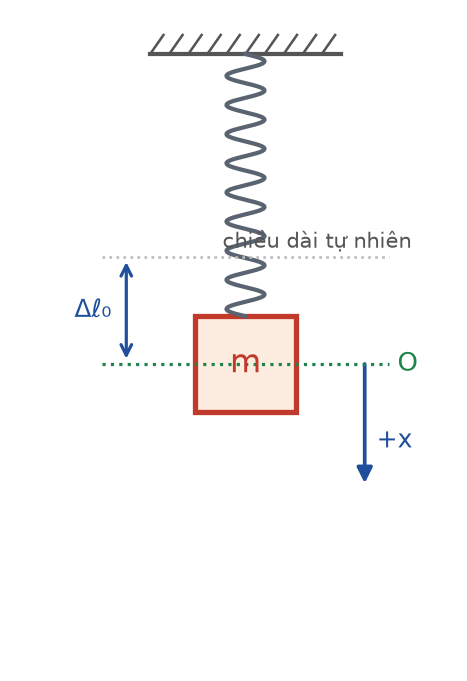 chiều dài tự nhiên
Δℓ₀
m
O
+x